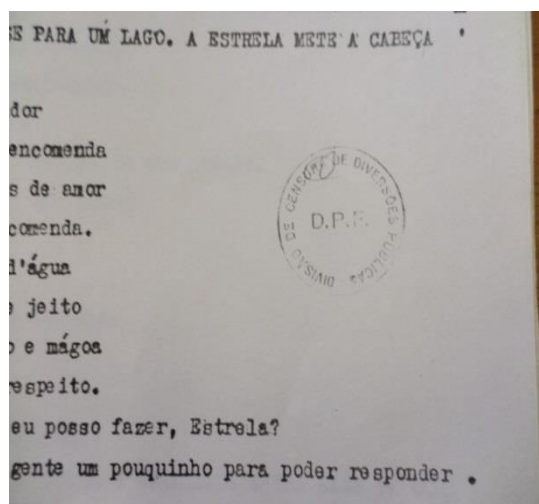 SE PARA UM LAGO. A ESTRELA METE A CABEÇA
dor
encomenda
s de amor
comenda.
d'água
jeito
o e mágoa
respeito.
eu posso fazer, Estrela?
gente um pouquinho para poder responder .
DIVISÃO DE CENSURA DE DIVERSÕES PÚBLICAS
D.P.F.